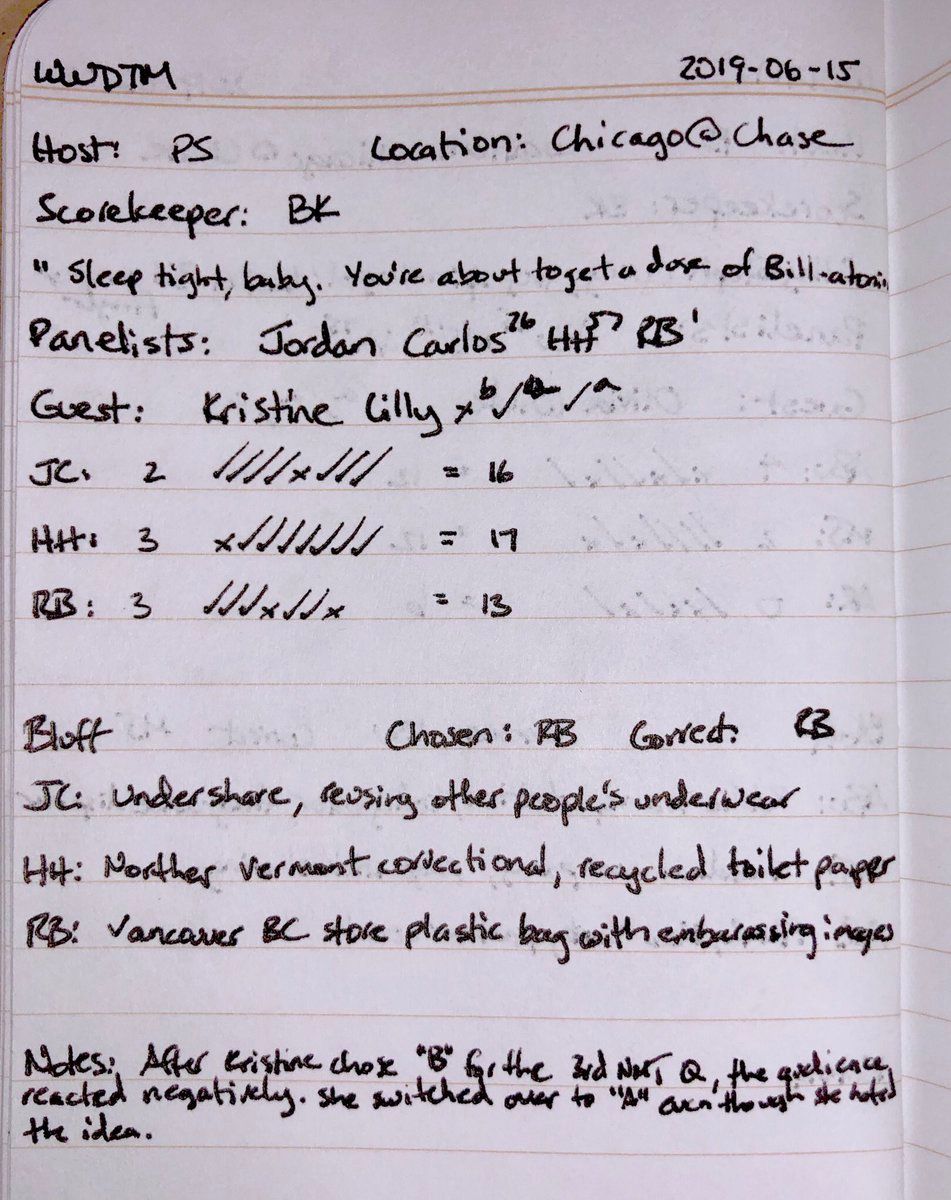 WWDTM 2019-06-15
Host: PS Location: Chicago@Chase
Scorekeeper: BK
" Sleep tight, baby. You're about to get a dose of Bill-atonin
Panelists: Jordan Carlos 26 HH 57 RB 1
Guest: Kristine Lilly x b ✓ ✓ a
JC: 2 ✓✓✓✓x✓✓✓ = 16
HH: 3 x✓✓✓✓✓✓✓ = 17
RB: 3 ✓✓✓x✓✓x = 13
Bluff Chosen: RB Correct: RB
JC: Undershare, reusing other people's underwear
HH: Norther Vermont correctional, recycled toilet papper
RB: Vancouver BC store plastic bag with embarassing images
Notes: After Kristine chose "B" for the 3rd Q, the audience
reacted negatively. She switched over to "A" even though she hated
the idea.